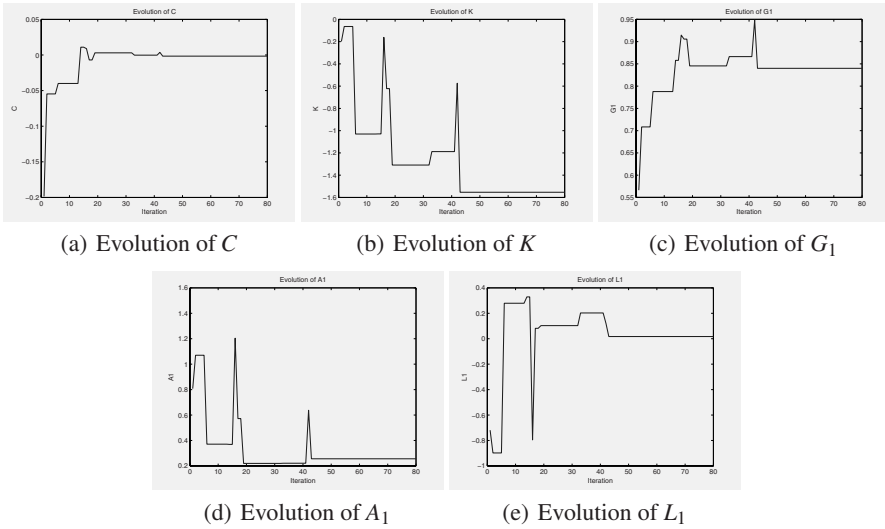 Evolution of C
0.05
0
−0.05
−0.1
−0.15
−0.2
C
0 10 20 30 40 50 60 70 80
Iteration
(a) Evolution of C
Evolution of K
0
−0.2
−0.4
−0.6
−0.8
−1
−1.2
−1.4
−1.6
K
0 10 20 30 40 50 60 70 80
Iteration
(b) Evolution of K
Evolution of G1
0.95
0.9
0.85
0.8
0.75
0.7
0.65
0.6
0.55
G1
0 10 20 30 40 50 60 70 80
Iteration
(c) Evolution of G1
Evolution of A1
1.6
1.4
1.2
1
0.8
0.6
0.4
0.2
A1
0 10 20 30 40 50 60 70 80
Iteration
(d) Evolution of A1
Evolution of L1
0.4
0.2
0
−0.2
−0.4
−0.6
−0.8
−1
L1
0 10 20 30 40 50 60 70 80
Iteration
(e) Evolution of L1